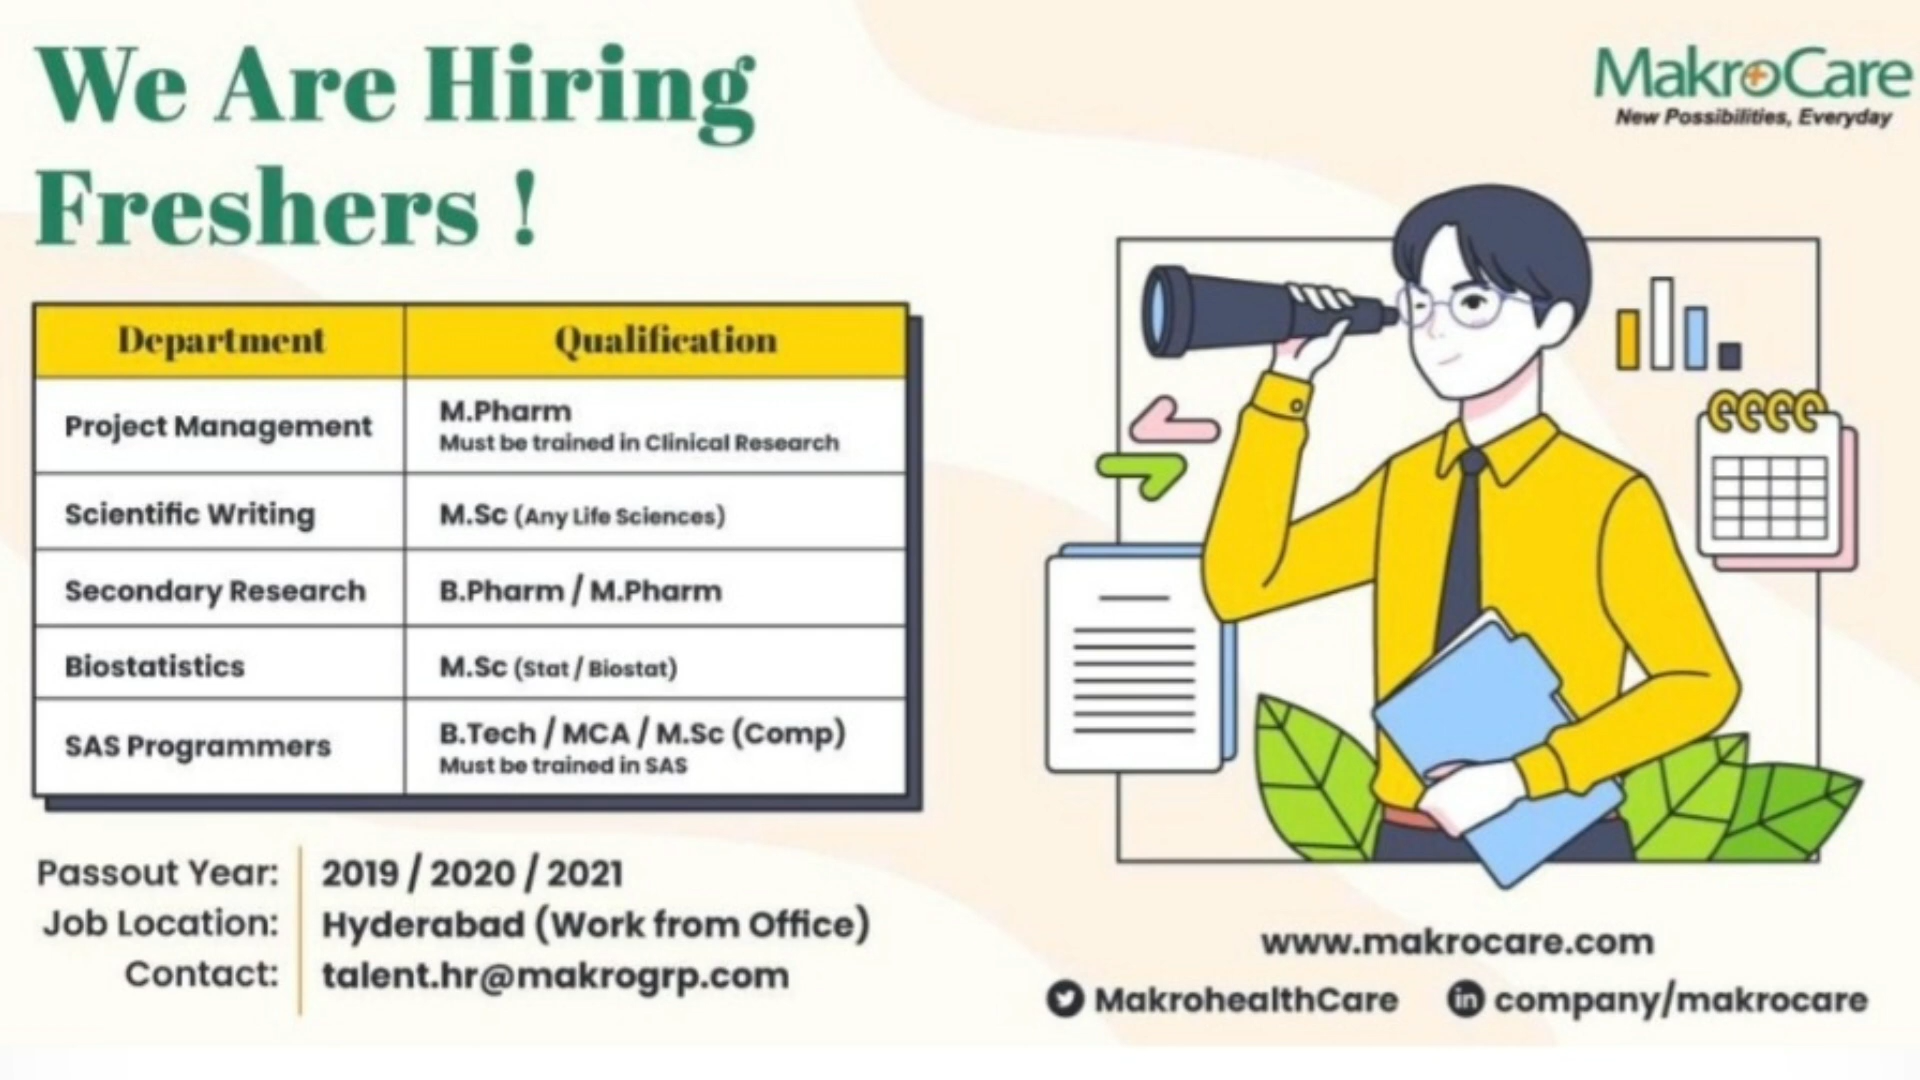 We Are Hiring
Freshers !
MakroCare
New Possibilities, Everyday
Department Qualification
Project Management M.Pharm
Must be trained in Clinical Research
Scientific Writing M.Sc (Any Life Sciences)
Secondary Research B.Pharm / M.Pharm
Biostatistics M.Sc (Stat / Biostat)
SAS Programmers B.Tech / MCA / M.Sc (Comp)
Must be trained in SAS
Passout Year: 2019 / 2020 / 2021
Job Location: Hyderabad (Work from Office)
Contact: talent.hr@makrogrp.com
www.makrocare.com
MakrohealthCare in company/makrocare